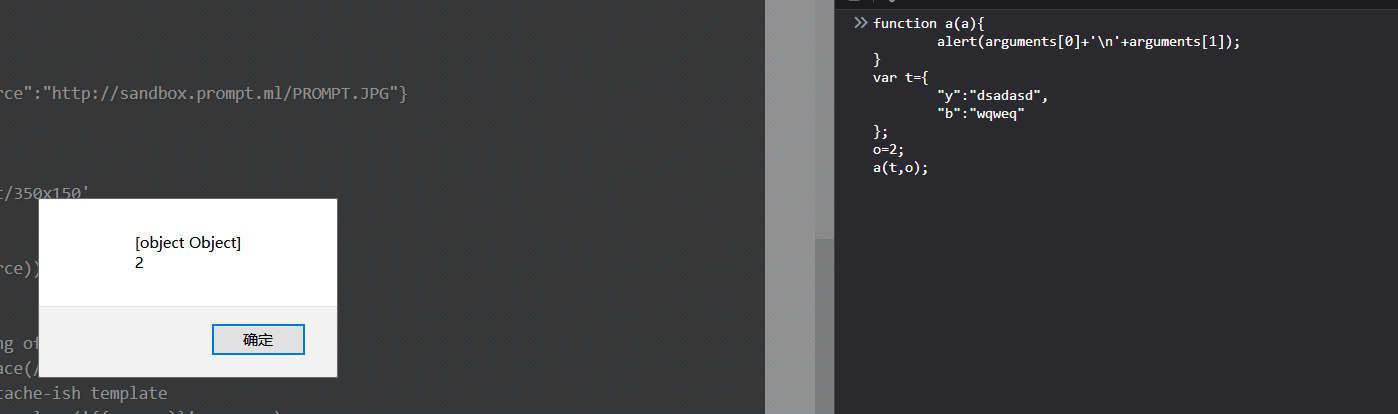 rce":"http://sandbox.prompt.ml/PROMPT.JPG"}
t/350x150'
rce))
ng of
ace(/
tache-ish template
[object Object]
2
确定
function a(a){
alert(arguments[0]+'\n'+arguments[1]);
}
var t={
"y":"dsadasd",
"b":"wqweq"
};
o=2;
a(t,o);